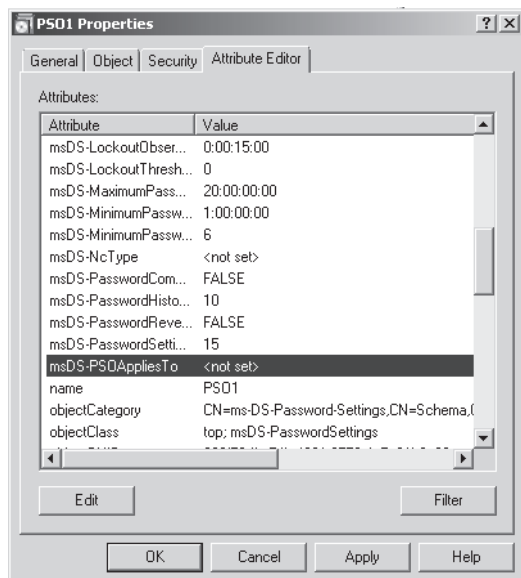 PSO1 Properties
General Object Security Attribute Editor
Attributes:
Attribute Value
msDS-LockoutObser... 0:00:15:00
msDS-LockoutThresh... 0
msDS-MaximumPass... 20:00:00:00
msDS-MinimumPassw... 1:00:00:00
msDS-MinimumPassw... 6
msDS-NcType <not set>
msDS-PasswordCom... FALSE
msDS-PasswordHisto... 10
msDS-PasswordReve... FALSE
msDS-PasswordSetti... 15
msDS-PSOAppliesTo <not set>
name PSO1
objectCategory CN=ms-DS-Password-Settings,CN=Schema,
objectClass top; msDS-PasswordSettings
Edit Filter
OK Cancel Apply Help